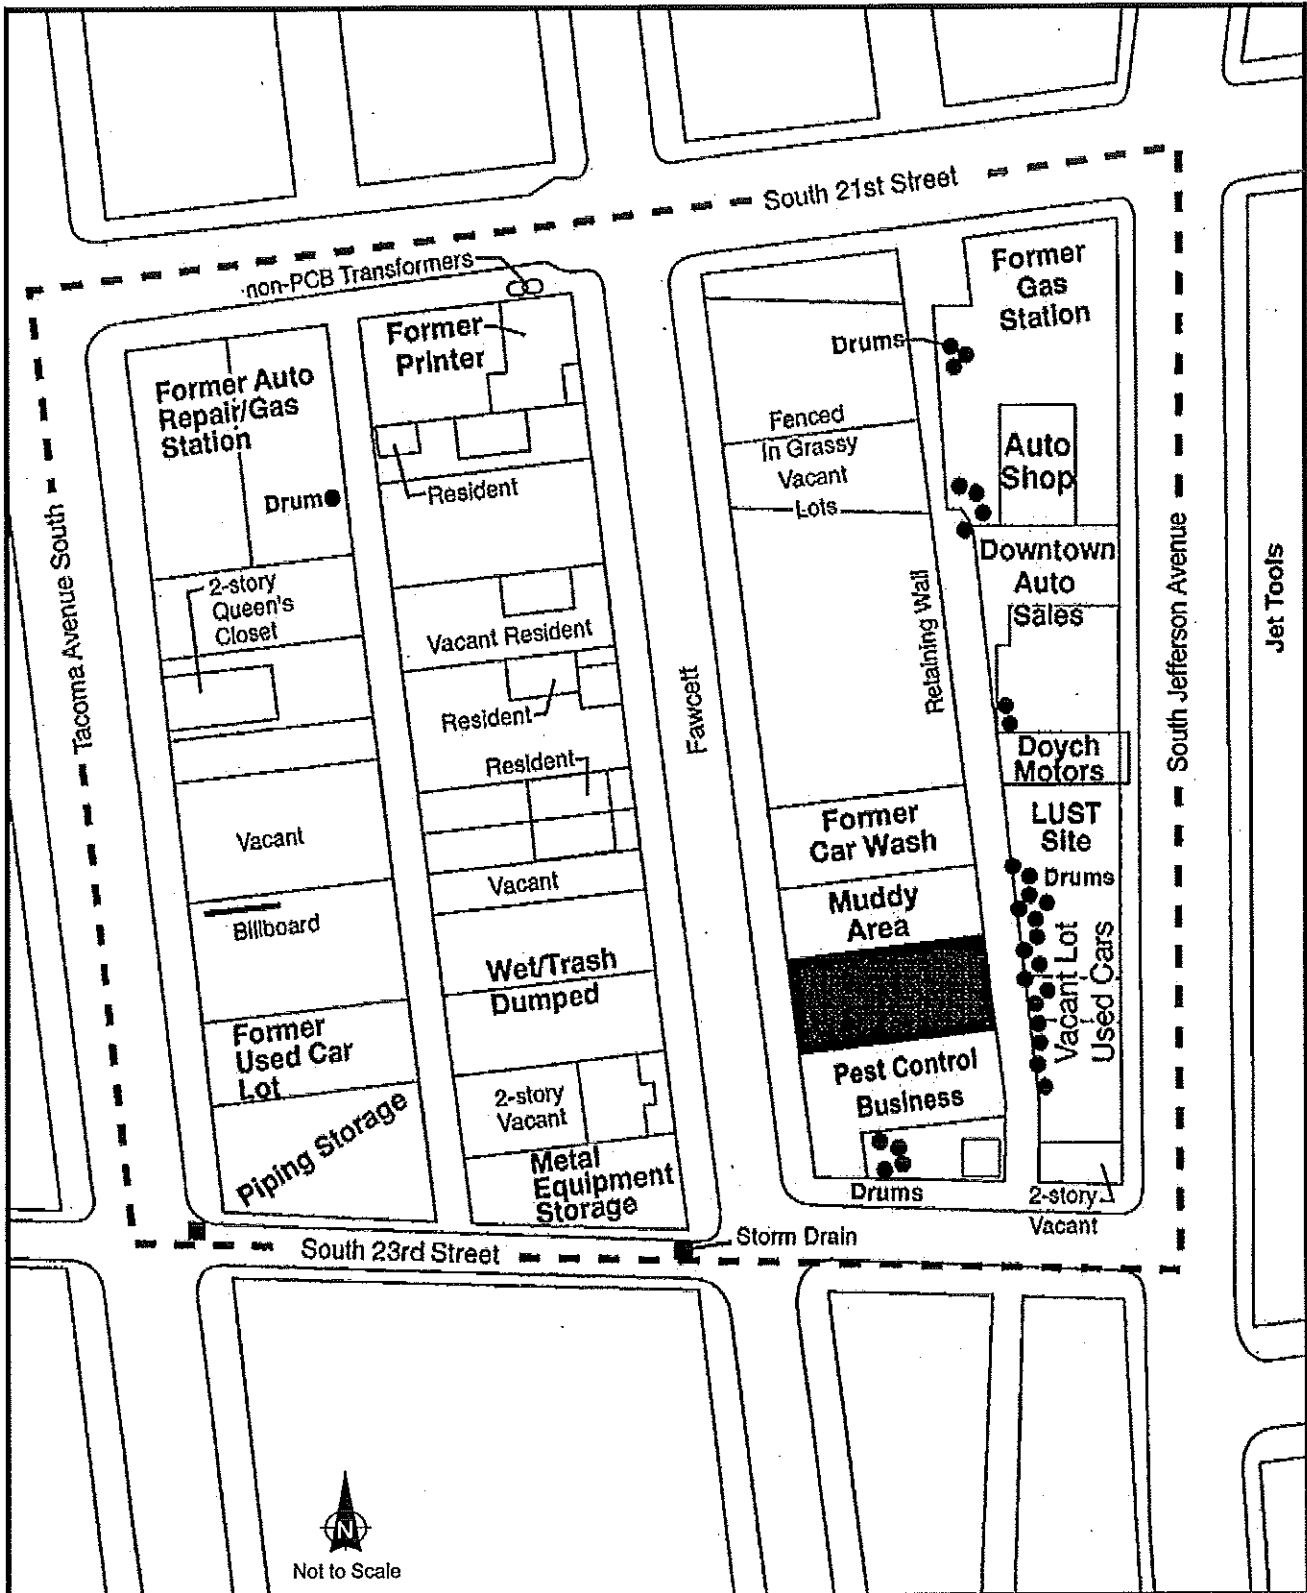 South 21st Street
non-PCB Transformers
Former
Printer
Former
Gas
Station
Drums
Former Auto
Repair/Gas
Station
Drum
Resident
Fenced
In Grassy
Vacant
Lots
Auto
Shop
Downtown
Auto
Sales
2-story
Queen's
Closet
Vacant Resident
Resident
Resident
Tacoma Avenue South
Fawcett
Retaining Wall
South Jefferson Avenue
Jet Tools
Doych
Motors
LUST
Site
Drums
Former
Car Wash
Muddy
Area
Vacant
Vacant
Billboard
Wet/Trash
Dumped
Vacant Lot
Used Cars
Former
Used Car
Lot
Piping Storage
2-story
Vacant
Metal
Equipment
Storage
Pest Control
Business
Drums
2-story
Vacant
Storm Drain
South 23rd Street
N
Not to Scale